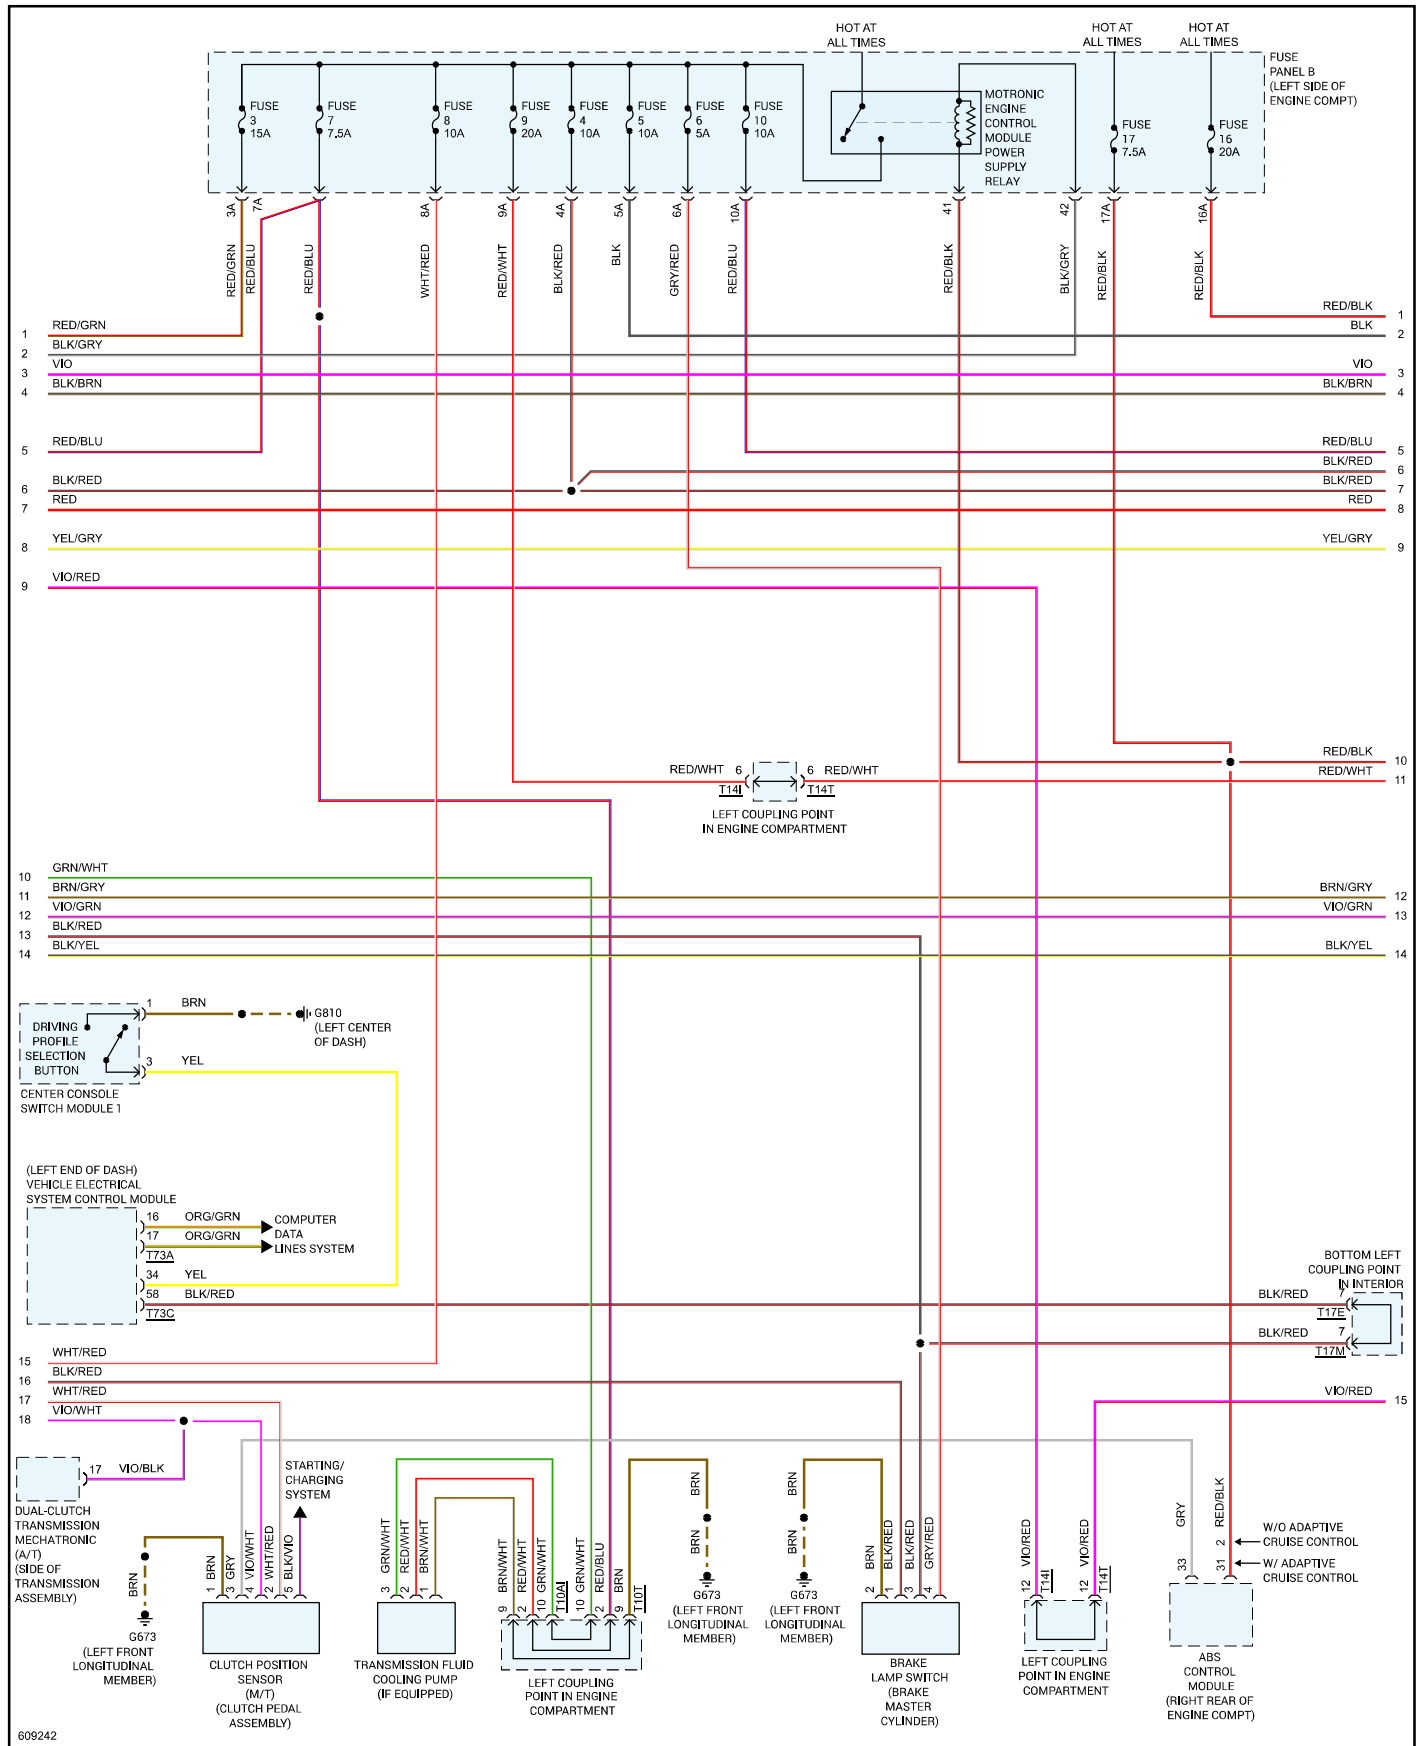 HOT AT
ALL TIMES
HOT AT
ALL TIMES
HOT AT
ALL TIMES
FUSE
PANEL B
(LEFT SIDE OF
ENGINE COMPT)
FUSE
3
15A
FUSE
7
7.5A
FUSE
8
10A
FUSE
9
20A
FUSE
4
10A
FUSE
5
10A
FUSE
6
5A
FUSE
10
10A
MOTRONIC
ENGINE
CONTROL
MODULE
POWER
SUPPLY
RELAY
FUSE
17
7.5A
FUSE
16
20A
3A
7A
8A
9A
4A
5A
6A
10A
41
42
17A
16A
RED/GRN
RED/BLU
RED/BLU
WHT/RED
RED/WHT
BLK/RED
BLK
GRY/RED
RED/BLU
RED/BLK
BLK/GRY
RED/BLK
RED/BLK
1 RED/GRN
2 BLK/GRY
3 VIO
4 BLK/BRN
5 RED/BLU
6 BLK/RED
7 RED
8 YEL/GRY
9 VIO/RED
RED/BLK 1
BLK 2
VIO 3
BLK/BRN 4
RED/BLU 5
BLK/RED 6
BLK/RED 7
RED 8
YEL/GRY 9
RED/BLK 10
RED/WHT 11
RED/WHT 6
6 RED/WHT
T14I
T14T
LEFT COUPLING POINT
IN ENGINE COMPARTMENT
10 GRN/WHT
11 BRN/GRY
12 VIO/GRN
13 BLK/RED
14 BLK/YEL
BRN/GRY 12
VIO/GRN 13
BLK/YEL 14
1 BRN
G810
(LEFT CENTER
OF DASH)
DRIVING
PROFILE
SELECTION
BUTTON
3 YEL
CENTER CONSOLE
SWITCH MODULE 1
(LEFT END OF DASH)
VEHICLE ELECTRICAL
SYSTEM CONTROL MODULE
16 ORG/GRN
17 ORG/GRN
T73A
COMPUTER
DATA
LINES SYSTEM
34 YEL
58 BLK/RED
T73C
BOTTOM LEFT
COUPLING POINT
IN INTERIOR
BLK/RED 7
T17E
BLK/RED 7
T17M
15 WHT/RED
16 BLK/RED
17 WHT/RED
18 VIO/WHT
VIO/RED 15
17 VIO/BLK
DUAL-CLUTCH
TRANSMISSION
MECHATRONIC
(A/T)
(SIDE OF
TRANSMISSION
ASSEMBLY)
STARTING/
CHARGING
SYSTEM
BRN
G673
(LEFT FRONT
LONGITUDINAL
MEMBER)
1 BRN
3 GRY
4 VIO/WHT
2 WHT/RED
5 BLK/VIO
CLUTCH POSITION
SENSOR
(M/T)
(CLUTCH PEDAL
ASSEMBLY)
3 GRN/WHT
2 RED/WHT
1 BRN/WHT
TRANSMISSION FLUID
COOLING PUMP
(IF EQUIPPED)
9 BRN/WHT
2 RED/WHT
10 GRN/WHT
T10AI
10 GRN/WHT
2 RED/BLU
9 BRN
T10T
LEFT COUPLING
POINT IN ENGINE
COMPARTMENT
BRN
BRN
G673
(LEFT FRONT
LONGITUDINAL
MEMBER)
BRN
BRN
G673
(LEFT FRONT
LONGITUDINAL
MEMBER)
2 BRN
1 BLK/RED
3 BLK/RED
4 GRY/RED
BRAKE
LAMP SWITCH
(BRAKE
MASTER
CYLINDER)
12 VIO/RED
T14I
12 VIO/RED
T14T
LEFT COUPLING
POINT IN ENGINE
COMPARTMENT
33 GRY
RED/BLK
2
31
W/O ADAPTIVE
CRUISE CONTROL
W/ ADAPTIVE
CRUISE CONTROL
ABS
CONTROL
MODULE
(RIGHT REAR OF
ENGINE COMPT)
609242